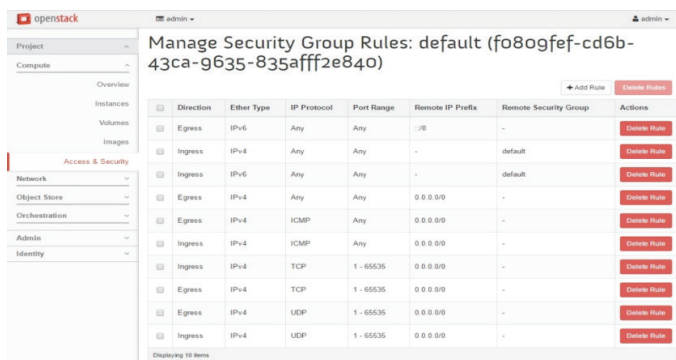 openstack
admin
admin
Project
Compute
Overview
Instances
Volumes
Images
Access & Security
Network
Object Store
Orchestration
Admin
Identity
Manage Security Group Rules: default (f0809fef-cd6b-
43ca-9635-835afff2e840)
+ Add Rule Delete Rules
Direction Ether Type IP Protocol Port Range Remote IP Prefix Remote Security Group Actions
Egress IPv6 Any Any ::/0 - Delete Rule
Ingress IPv4 Any Any - default Delete Rule
Ingress IPv6 Any Any - default Delete Rule
Egress IPv4 Any Any 0.0.0.0/0 - Delete Rule
Egress IPv4 ICMP Any 0.0.0.0/0 - Delete Rule
Ingress IPv4 ICMP Any 0.0.0.0/0 - Delete Rule
Ingress IPv4 TCP 1 - 65535 0.0.0.0/0 - Delete Rule
Egress IPv4 TCP 1 - 65535 0.0.0.0/0 - Delete Rule
Egress IPv4 UDP 1 - 65535 0.0.0.0/0 - Delete Rule
Ingress IPv4 UDP 1 - 65535 0.0.0.0/0 - Delete Rule
Displaying 10 items